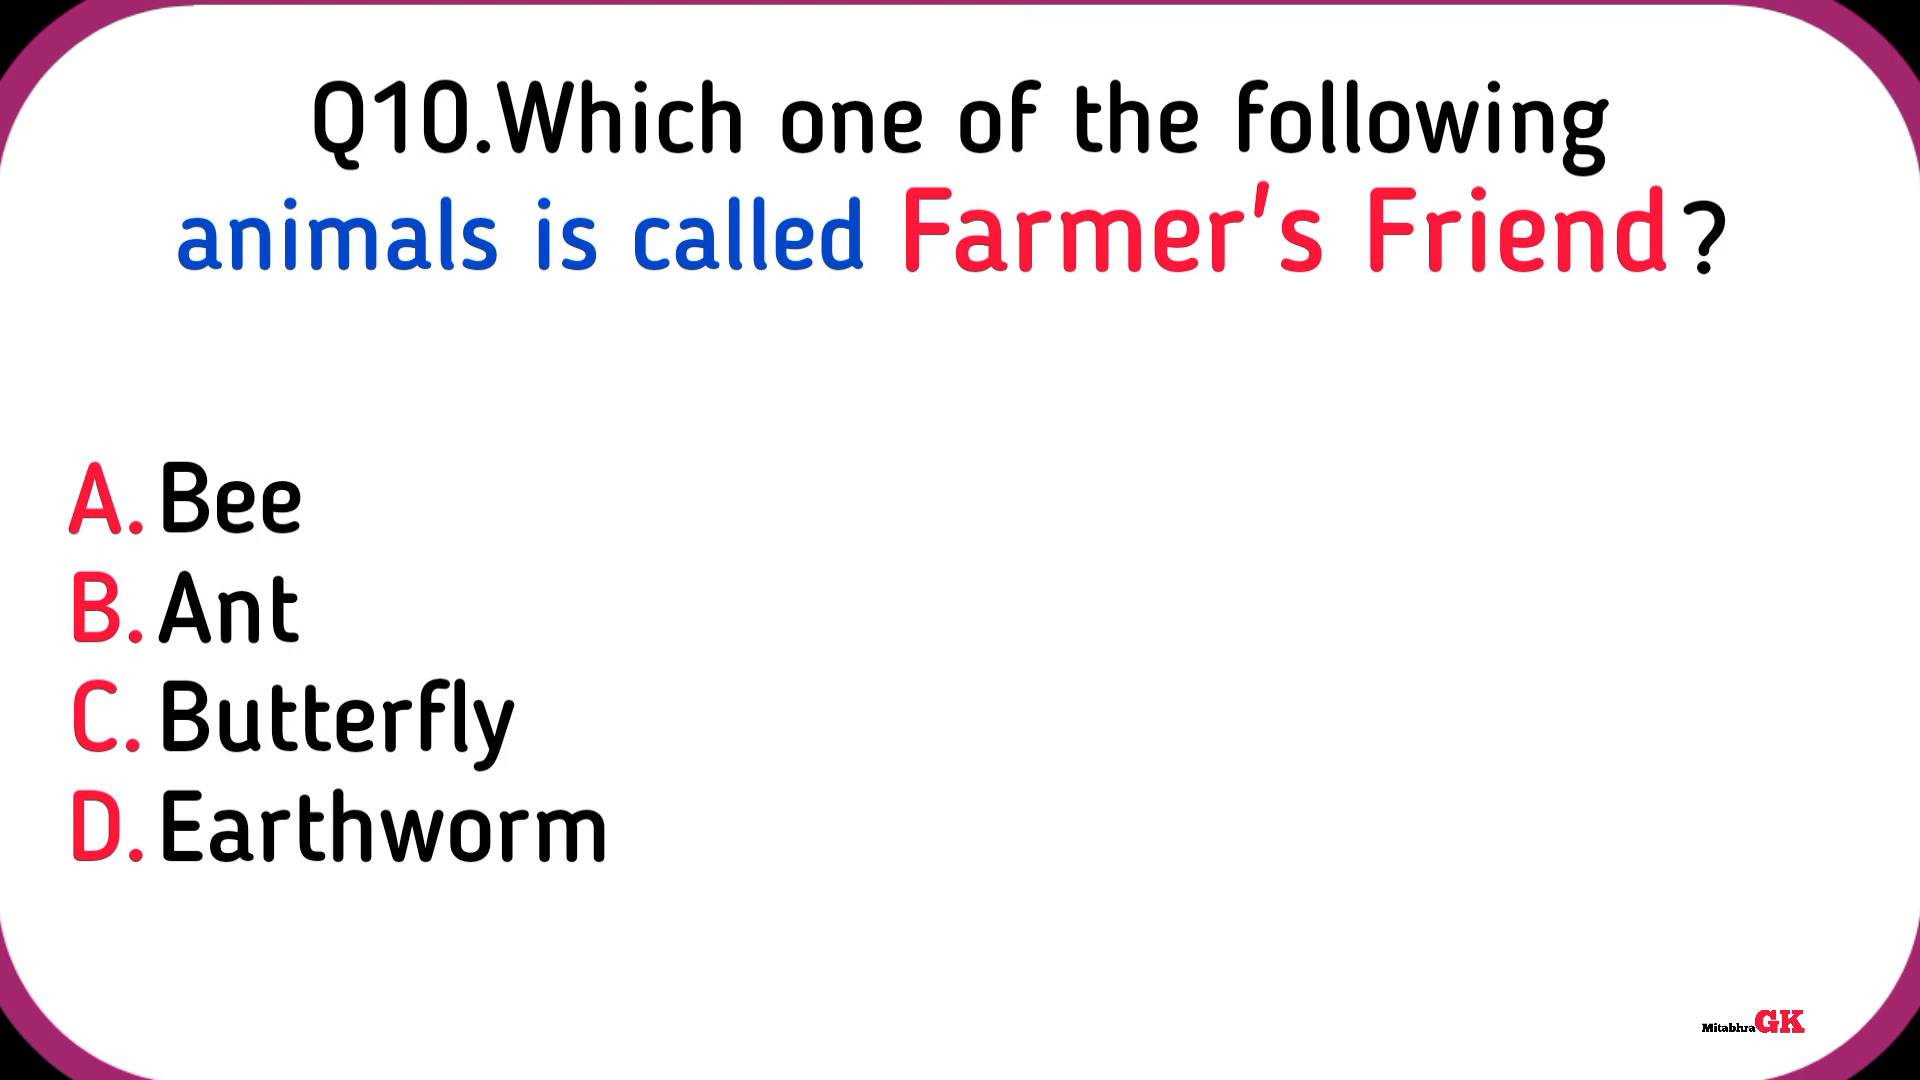 Q10.Which one of the following
animals is called Farmer's Friend?
A. Bee
B. Ant
C. Butterfly
D. Earthworm
MitabhraGK